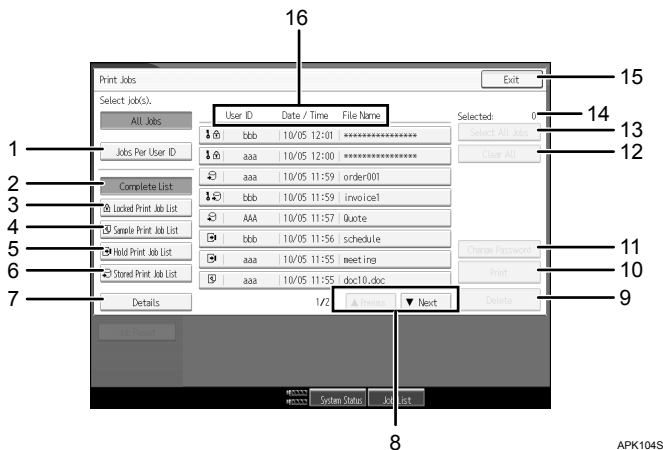 16
Print Jobs
Exit
15
Select job(s).
All Jobs
User ID Date / Time File Name
Selected: 0
14
bbb 10/05 12:01 ****************
Select All Jobs
13
1
Jobs Per User ID
aaa 10/05 12:00 ****************
Clear All
12
aaa 10/05 11:59 order001
2
Complete List
bbb 10/05 11:59 invoice1
3
Locked Print Job List
AAA 10/05 11:57 Quote
4
Sample Print Job List
bbb 10/05 11:56 schedule
5
Hold Print Job List
Change Password
11
aaa 10/05 11:55 meeting
6
Stored Print Job List
Print
10
aaa 10/05 11:55 doc10.doc
7
Details
1/2
▲ Previous
▼ Next
Delete
9
Job Reset
System Status
Job List
8
APK104S